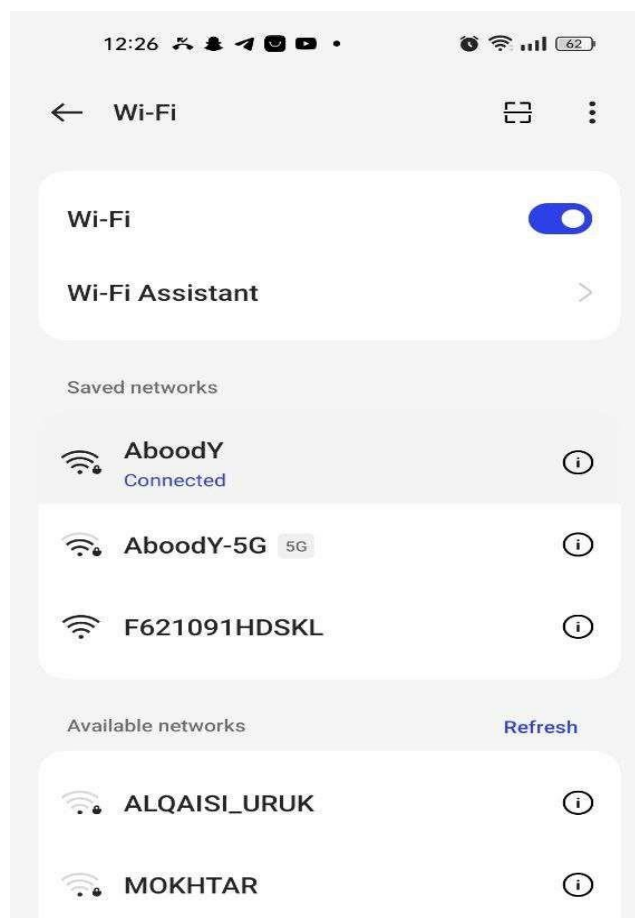 12:26 62
Wi-Fi
Wi-Fi
Wi-Fi Assistant
Saved networks
AboodY
Connected
AboodY-5G 5G
F621091HDSKL
Available networks Refresh
ALQAISI_URUK
MOKHTAR